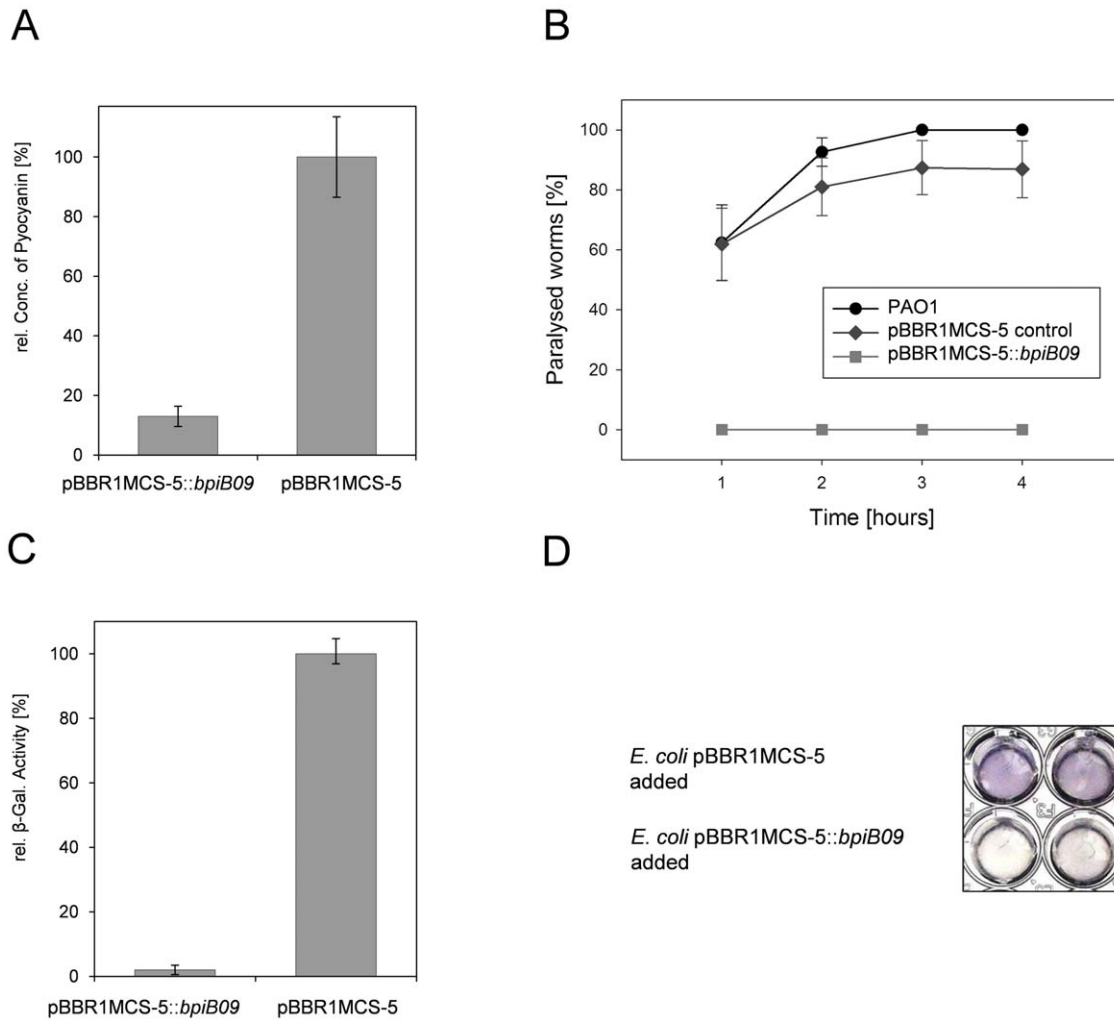 A
rel. Conc. of Pyocyanin [%]
100
80
60
40
20
0
pBBR1MCS-5::bpiB09 pBBR1MCS-5
B
Paralysed worms [%]
100
80
60
40
20
0
PAO1
pBBR1MCS-5 control
pBBR1MCS-5::bpiB09
1 2 3 4
Time [hours]
C
rel. β-Gal. Activity [%]
100
80
60
40
20
0
pBBR1MCS-5::bpiB09 pBBR1MCS-5
D
E. coli pBBR1MCS-5
added
E. coli pBBR1MCS-5::bpiB09
added